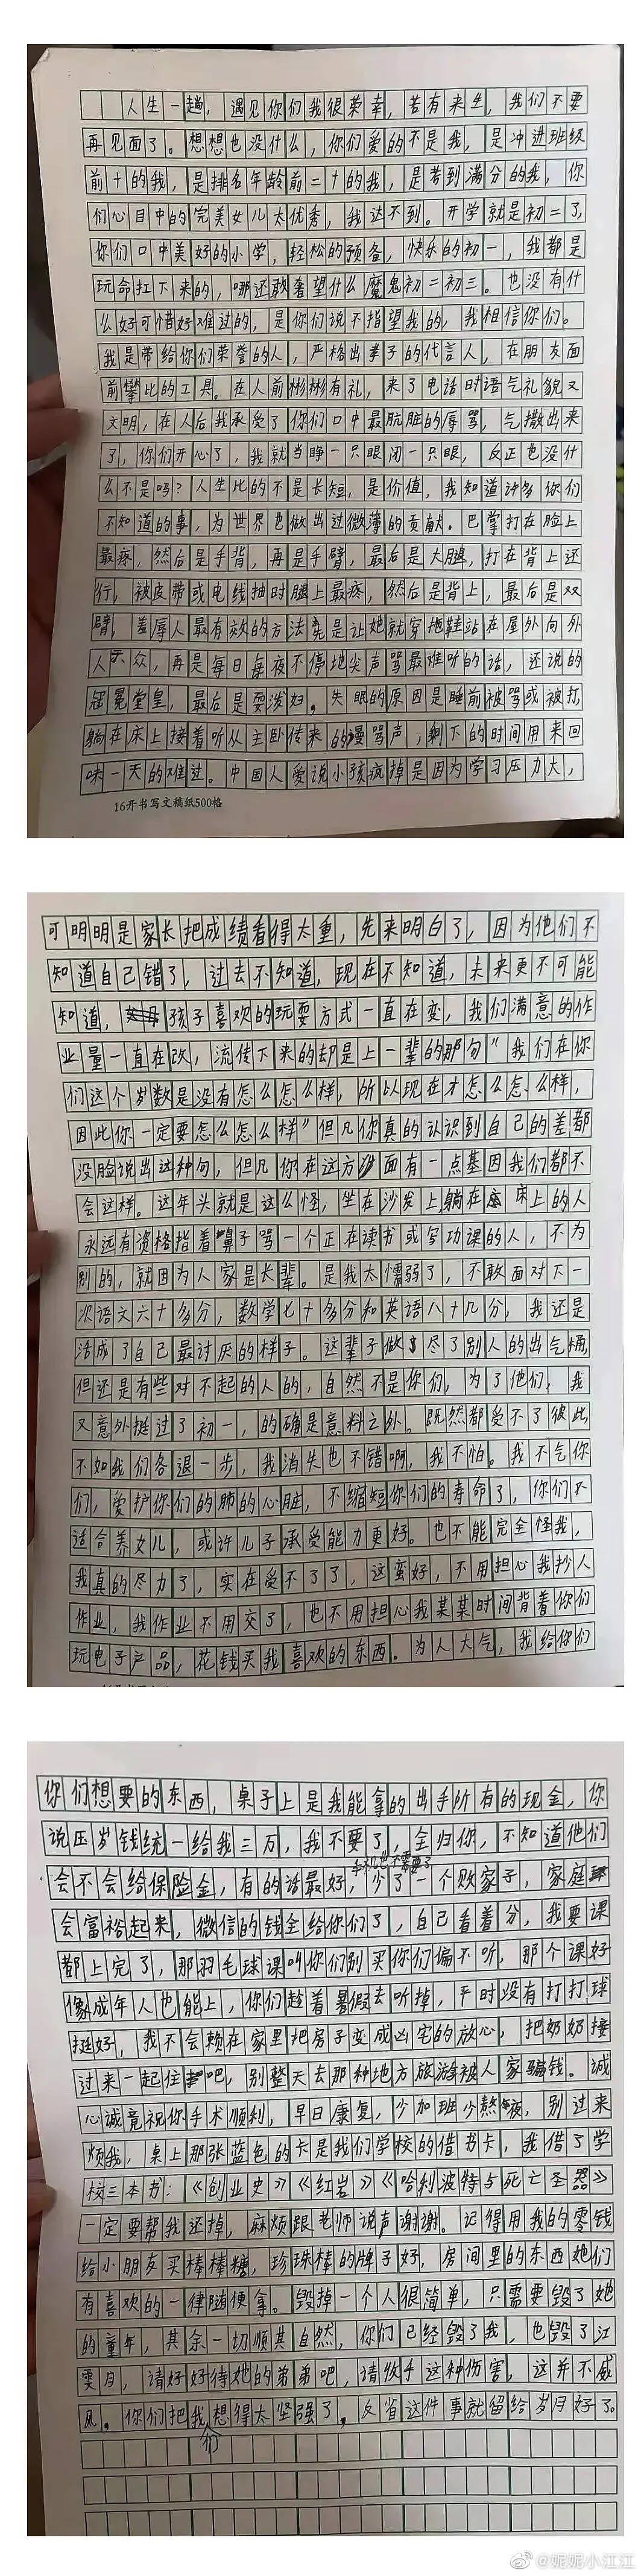 人生一趟，遇见你们我很荣幸，若有来生，我们不要
再见面了。想想也没什么，你们爱的不是我，是冲进班级
前十的我，是排名年龄前二十的我，是考到满分的我，你
们心目中的完美女儿太优秀，我达不到。开学就是初二了，
你们口中美好的小学，轻松的预备，快乐的初一，我都是
玩命扛下来的，哪还敢奢望什么魔鬼初二初三。也没有什
么好可惜好难过的，是你们说不指望我的，我相信你们。
我是带给你们荣誉的人，严格出孝子的代言人，在朋友面
前攀比的工具。在人前彬彬有礼，来了电话时语气礼貌又
文明，在人后我承受了你们口中最肮脏的辱骂，气撒出来
了，你们开心了，我就当睁一只眼闭一只眼，反正也没什
么不是吗？人生比的不是长短，是价值，我知道许多你们
不知道的事，为世界也做出过微薄的贡献。巴掌打在脸上
最疼，然后是手背，再是手臂，最后是大腿，打在背上还
行，被皮带或电线抽时腿上最疼，然后是背上，最后是双
臂，羞辱人最有效的方法是让她就穿拖鞋站在屋外向外
人示众，再是每日每夜不停地尖声骂最难听的话，还说的
冠冕堂皇，最后是耍泼妇。失眠的原因是睡前被骂或被打，
躺在床上接着听从主卧传来的谩骂声，剩下的时间用来回
味一天的难过。中国人爱说小孩疯掉是因为学习压力大，
16开书写文稿纸500格
可明明是家长把成绩看得太重，先来明白了，因为他们不
知道自己错了，过去不知道，现在不知道，未来更不可能
知道，孩子喜欢的玩耍方式一直在变，我们满意的作
业量一直在改，流传下来的却是上一辈的那句"我们在你
们这个岁数是没有怎么怎么样，所以现在才怎么怎么样，
因此你一定要怎么怎么样"但凡你真的认识到自己的差都
没脸说出这种句，但凡你在这方面有一点基因我们都不
会这样。这年头就是这么怪，坐在沙发上躺在床上的人
永远有资格指着鼻子骂一个正在读书或写功课的人，不为
别的，就因为人家是长辈。是我太懦弱了，不敢面对下一
次语文六十多分，数学七十多分和英语八十几分，我还是
活成了自己最讨厌的样子。这辈子做尽了别人的出气桶，
但还是有些对不起的人的，自然不是你们，为了他们，我
又意外挺过了初一，的确是意料之外。既然都受不了彼此，
不如我们各退一步，我消失也不错啊，我不怕。我不气你
们，爱护你们的肺的心脏，不缩短你们的寿命了，你们不
适合养女儿，或许儿子承受能力更好。也不能完全怪我，
我真的尽力了，实在受不了了，这蛮好，不用担心我抄人
作业，我作业不用交了，也不用担心我某某时间背着你们
玩电子产品，花钱买我喜欢的东西。为人大气，我给你们
你们想要的东西，桌子上是我能拿的出手所有的现金，你
说压岁钱统一给我三万，我不要了，全归你，不知道他们
手机也不需要了
会不会给保险金，有的话最好，少了一个败家子，家庭
会富裕起来，微信的钱全给你们了，自己看着分，我要课
都上完了，那羽毛球课叫你们别买你们偏不听，那个课好
像成年人也能上，你们趁着暑假去听掉，平时没有打打球
挺好，我不会赖在家里把房子变成凶宅的放心，把奶奶接
过来一起住吧，别整天去那种地方旅游被人家骗钱。诚
心诚意祝你手术顺利，早日康复，少加班少熬夜，别过来
烦我，桌上那张蓝色的卡是我们学校的借书卡，我借了学
校三本书：《创业史》《红岩》《哈利波特与死亡圣器》
一定要帮我还掉，麻烦跟老师说声谢谢。记得用我的零钱
给小朋友买棒棒糖，珍珠棒的牌子好，房间里的东西她们
有喜欢的一律随便拿。毁掉一个人很简单，只需要毁了她
的童年，其余一切顺其自然，你们已经毁了我，也毁了江
雯月，请好好待她的弟弟吧，请收手这种伤害，这并不威
风。你们把我们想得太坚强了，反省这件事就留给岁月好了。
@妮妮小江江